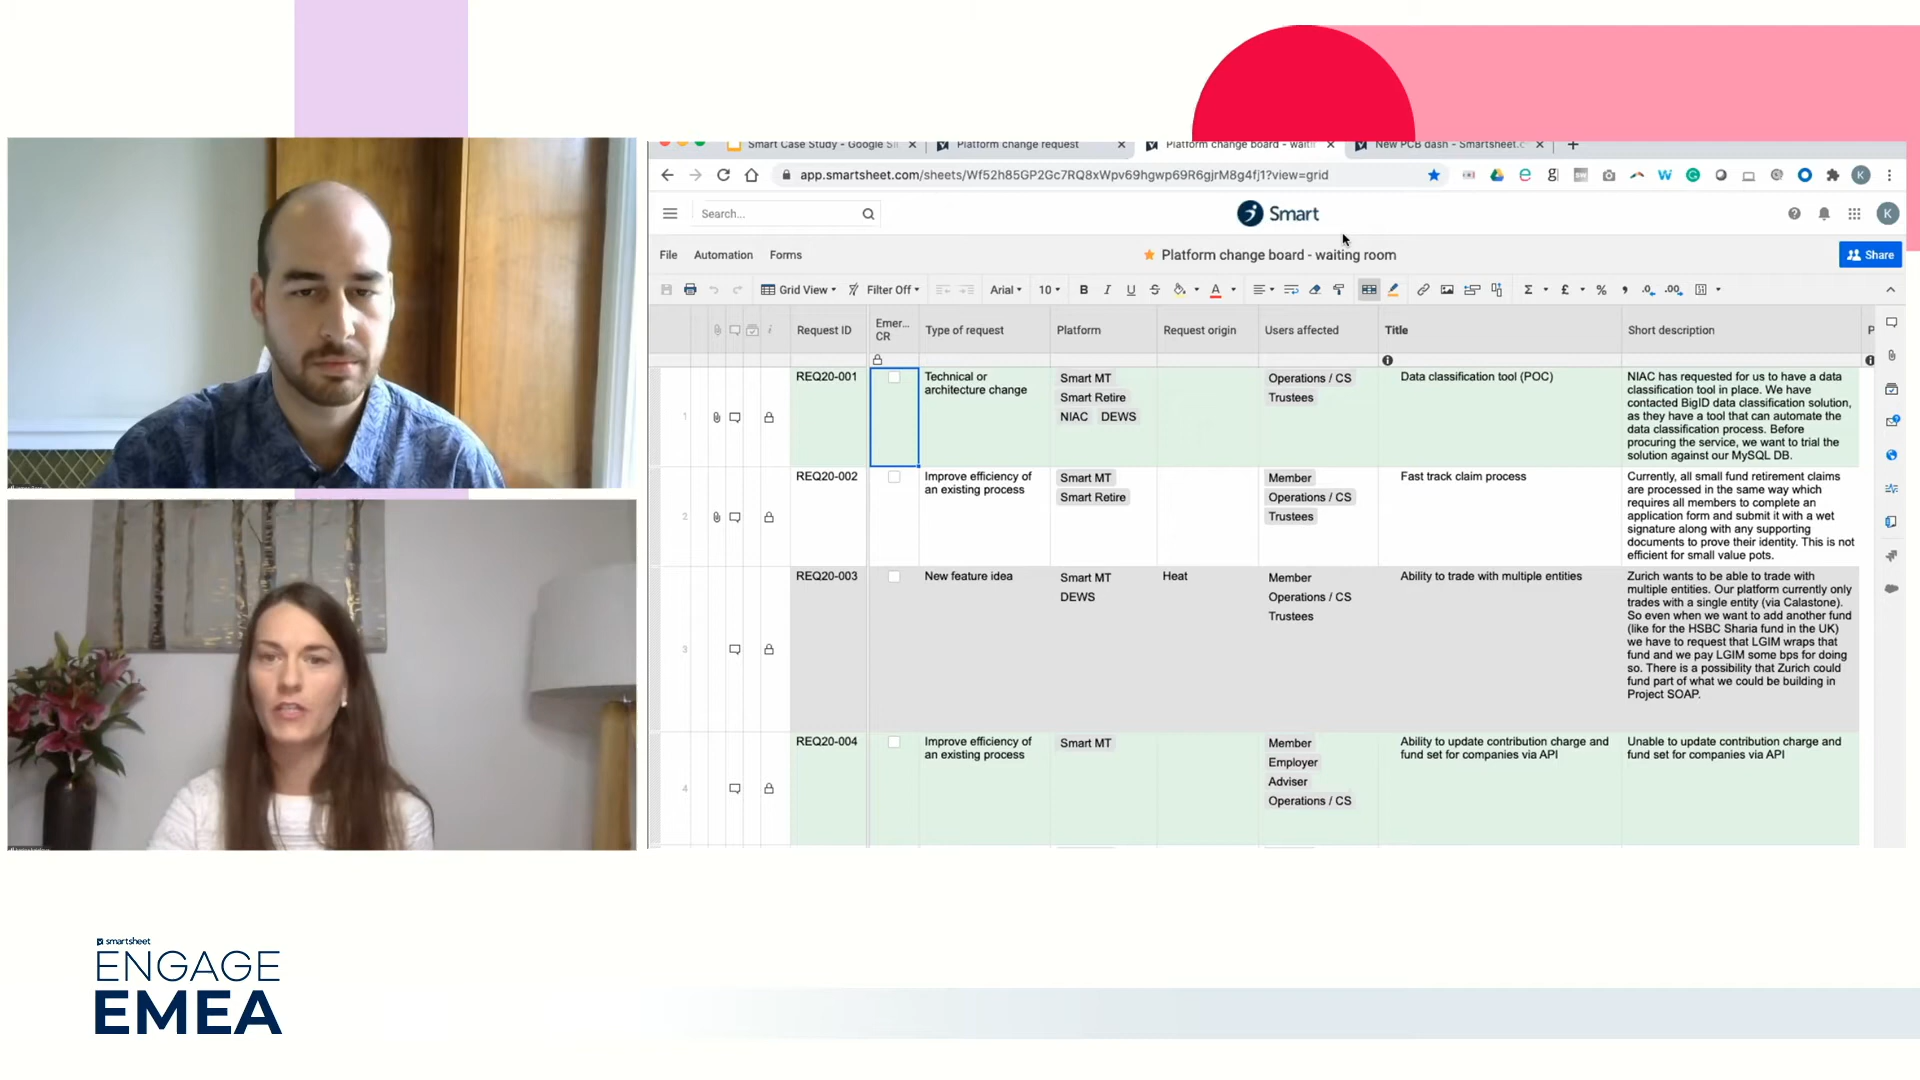 Smart Case Study - Google Sli
Platform change request
Platform change board - waiti
New PCB dash - Smartsheet.c
app.smartsheet.com/sheets/Wf52h85GP2Gc7RQ8xWpv69hgwp69R6gjrM8g4fj1?view=grid
Search...
Smart
K
File
Automation
Forms
Platform change board - waiting room
Share
Grid View
Filter Off
Arial
10
B
I
U
S
A
Σ
£
%
.0
.00
Request ID
Emer... CR
Type of request
Platform
Request origin
Users affected
Title
Short description
P
1
REQ20-001
Technical or
architecture change
Smart MT
Smart Retire
NIAC DEWS
Operations / CS
Trustees
Data classification tool (POC)
NIAC has requested for us to have a data
classification tool in place. We have
contacted BigID data classification solution,
as they have a tool that can automate the
data classification process. Before
procuring the service, we want to trial the
solution against our MySQL DB.
2
REQ20-002
Improve efficiency of
an existing process
Smart MT
Smart Retire
Member
Operations / CS
Trustees
Fast track claim process
Currently, all small fund retirement claims
are processed in the same way which
requires all members to complete an
application form and submit it with a wet
signature along with any supporting
documents to prove their identity. This is not
efficient for small value pots.
3
REQ20-003
New feature idea
Smart MT
DEWS
Heat
Member
Operations / CS
Trustees
Ability to trade with multiple entities
Zurich wants to be able to trade with
multiple entities. Our platform currently only
trades with a single entity (via Calastone).
So even when we want to add another fund
(like for the HSBC Sharia fund in the UK)
we have to request that LGIM wraps that
fund and we pay LGIM some bps for doing
so. There is a possibility that Zurich could
fund part of what we could be building in
Project SOAP.
4
REQ20-004
Improve efficiency of
an existing process
Smart MT
Member
Employer
Adviser
Operations / CS
Ability to update contribution charge and
fund set for companies via API
Unable to update contribution charge and
fund set for companies via API
smartsheet
ENGAGE
EMEA